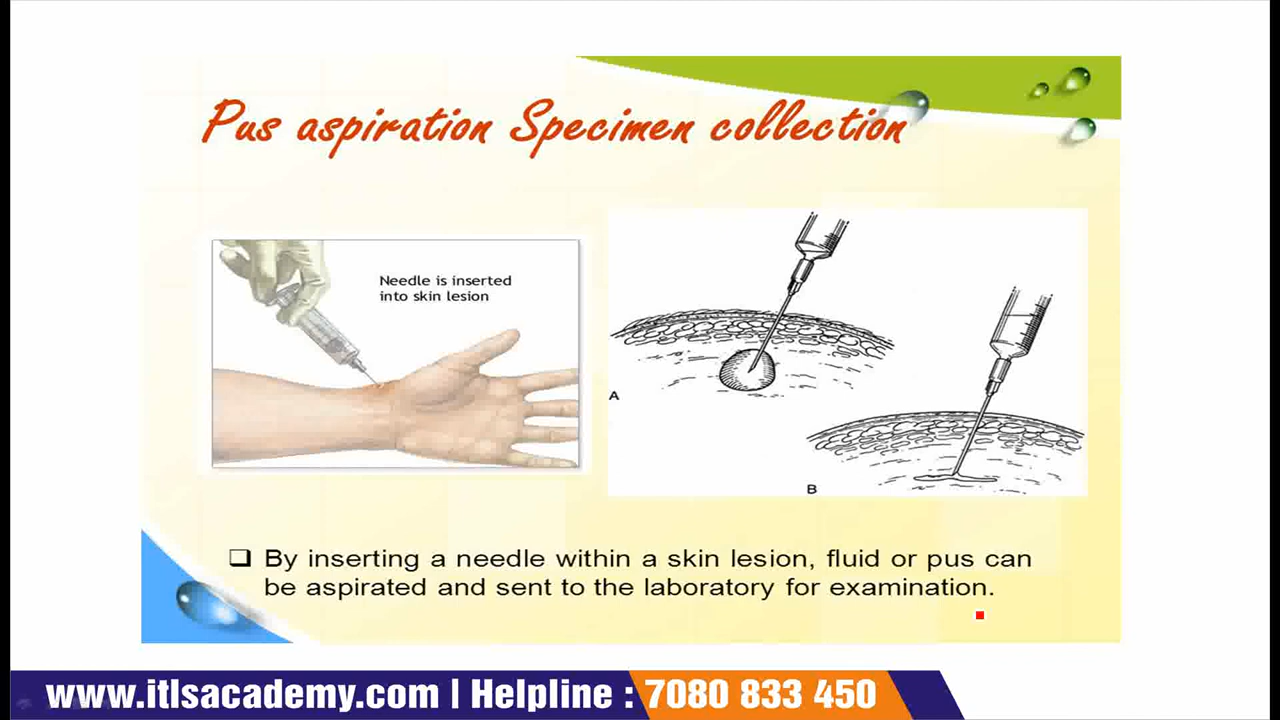 Pus aspiration Specimen collection
Needle is inserted
into skin lesion
A
B
❑ By inserting a needle within a skin lesion, fluid or pus can
be aspirated and sent to the laboratory for examination.
www.itlsacademy.com | Helpline : 7080 833 450